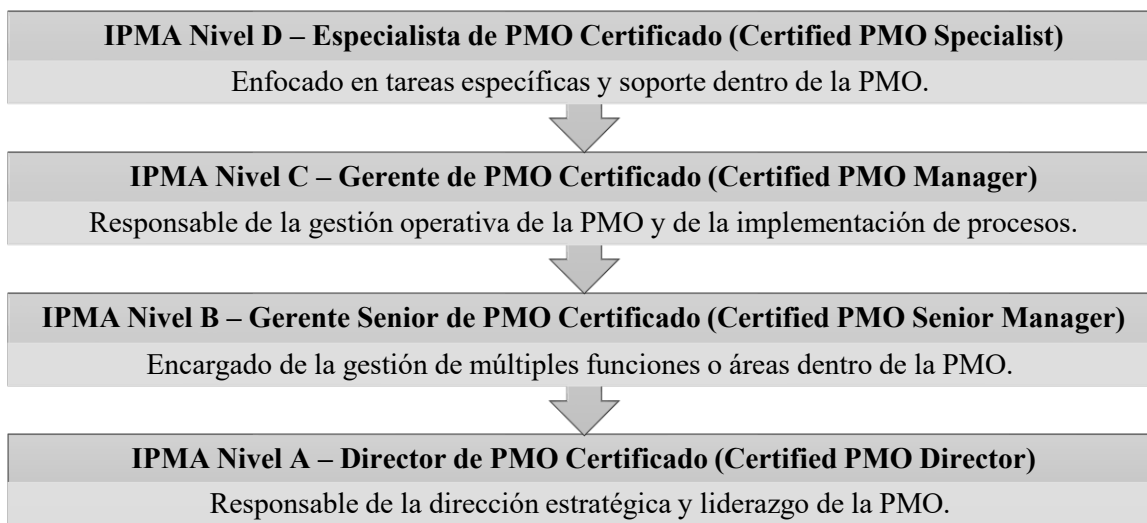 IPMA Nivel D – Especialista de PMO Certificado (Certified PMO Specialist)
Enfocado en tareas específicas y soporte dentro de la PMO.
IPMA Nivel C – Gerente de PMO Certificado (Certified PMO Manager)
Responsable de la gestión operativa de la PMO y de la implementación de procesos.
IPMA Nivel B – Gerente Senior de PMO Certificado (Certified PMO Senior Manager)
Encargado de la gestión de múltiples funciones o áreas dentro de la PMO.
IPMA Nivel A – Director de PMO Certificado (Certified PMO Director)
Responsable de la dirección estratégica y liderazgo de la PMO.